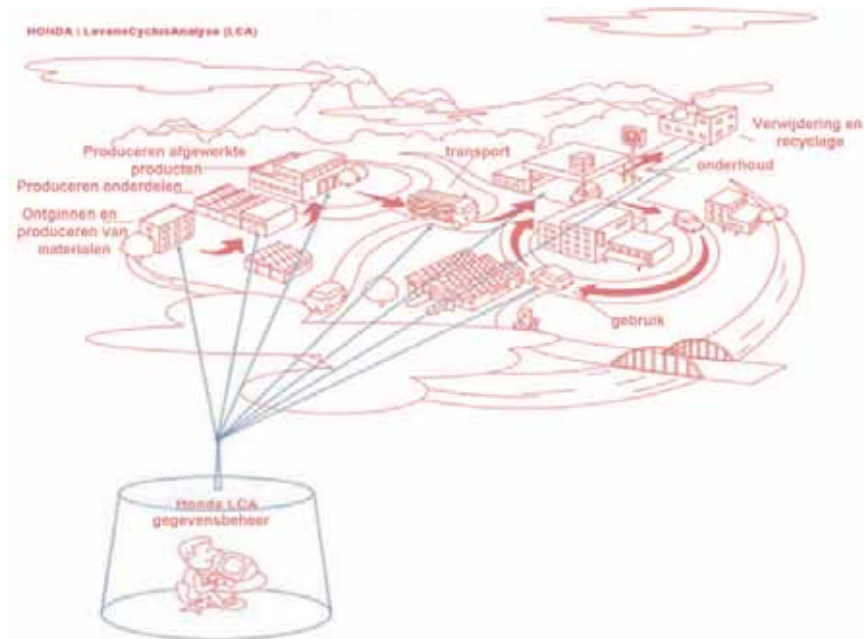 HONDA : LevensCyclusAnalyse (LCA)
Verwijdering en
recyclage
transport
Produceren afgewerkte
producten
onderhoud
Produceren onderdelen
Ontginnen en
produceren van
materialen
gebruik
Honda LCA
gegevensbeheer